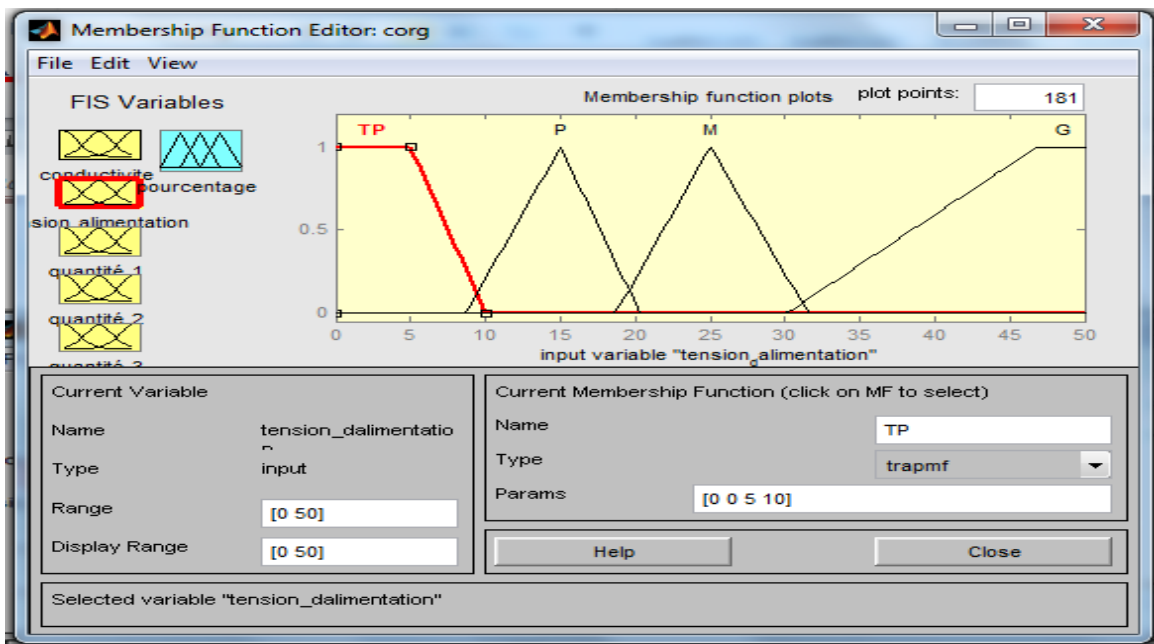 Membership Function Editor: corg
File Edit View
FIS Variables
Membership function plots plot points: 181
conductivite
pourcentage
sion_alimentation
quantité_1
quantité_2
quantité_3
TP P M G
1
0.5
0
0 5 10 15 20 25 30 35 40 45 50
input variable "tension_dalimentation"
Current Variable
Name tension_dalimentation
Type input
Range [0 50]
Display Range [0 50]
Current Membership Function (click on MF to select)
Name TP
Type trapmf
Params [0 0 5 10]
Help Close
Selected variable "tension_dalimentation"